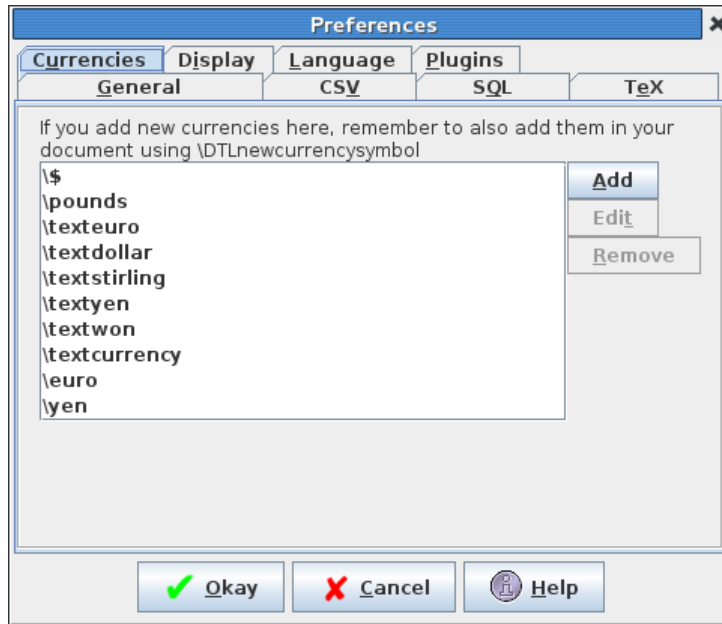 Preferences
Currencies Display Language Plugins
General CSV SQL TeX
If you add new currencies here, remember to also add them in your
document using \DTLnewcurrencysymbol
\$
\pounds
\texteuro
\textdollar
\textstirling
\textyen
\textwon
\textcurrency
\euro
\yen
Add
Edit
Remove
Okay Cancel Help